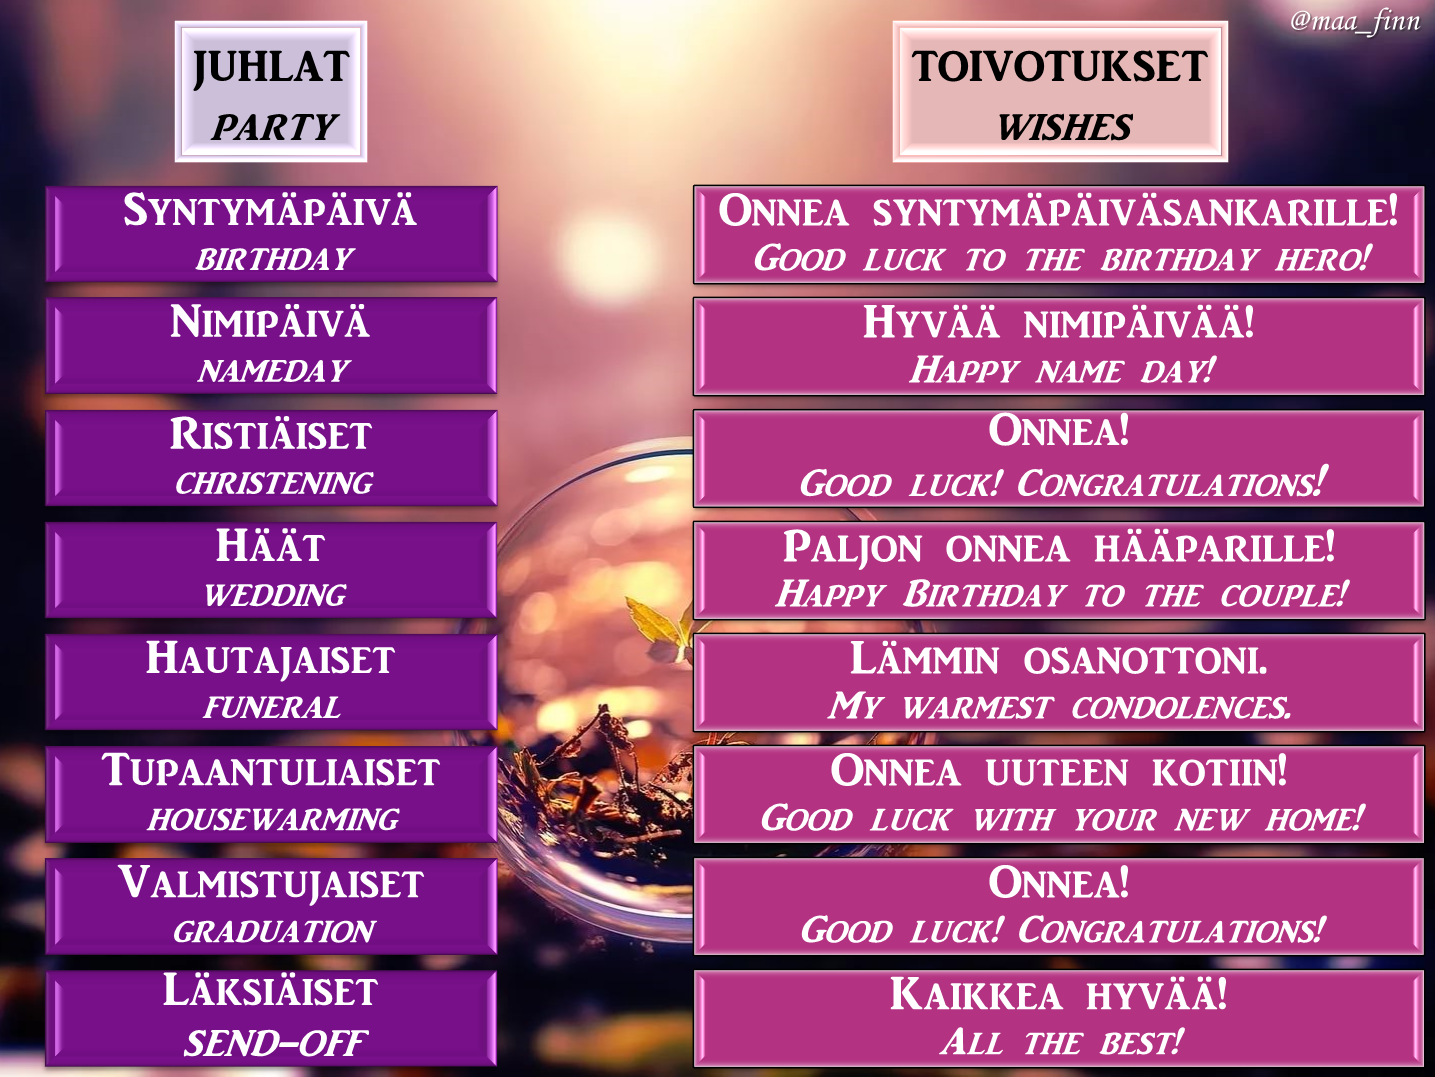 @maa_finn
JUHLAT
PARTY
TOIVOTUKSET
WISHES
SYNTYMÄPÄIVÄ
BIRTHDAY
ONNEA SYNTYMÄPÄIVÄSANKARILLE!
GOOD LUCK TO THE BIRTHDAY HERO!
NIMIPÄIVÄ
NAMEDAY
HYVÄÄ NIMIPÄIVÄÄ!
HAPPY NAME DAY!
RISTIÄISET
CHRISTENING
ONNEA!
GOOD LUCK! CONGRATULATIONS!
HÄÄT
WEDDING
PALJON ONNEA HÄÄPARILLE!
HAPPY BIRTHDAY TO THE COUPLE!
HAUTAJAISET
FUNERAL
LÄMMIN OSANOTTONI.
MY WARMEST CONDOLENCES.
TUPAANTULIAISET
HOUSEWARMING
ONNEA UUTEEN KOTIIN!
GOOD LUCK WITH YOUR NEW HOME!
VALMISTUJAISET
GRADUATION
ONNEA!
GOOD LUCK! CONGRATULATIONS!
LÄKSIÄISET
SEND-OFF
KAIKKEA HYVÄÄ!
ALL THE BEST!